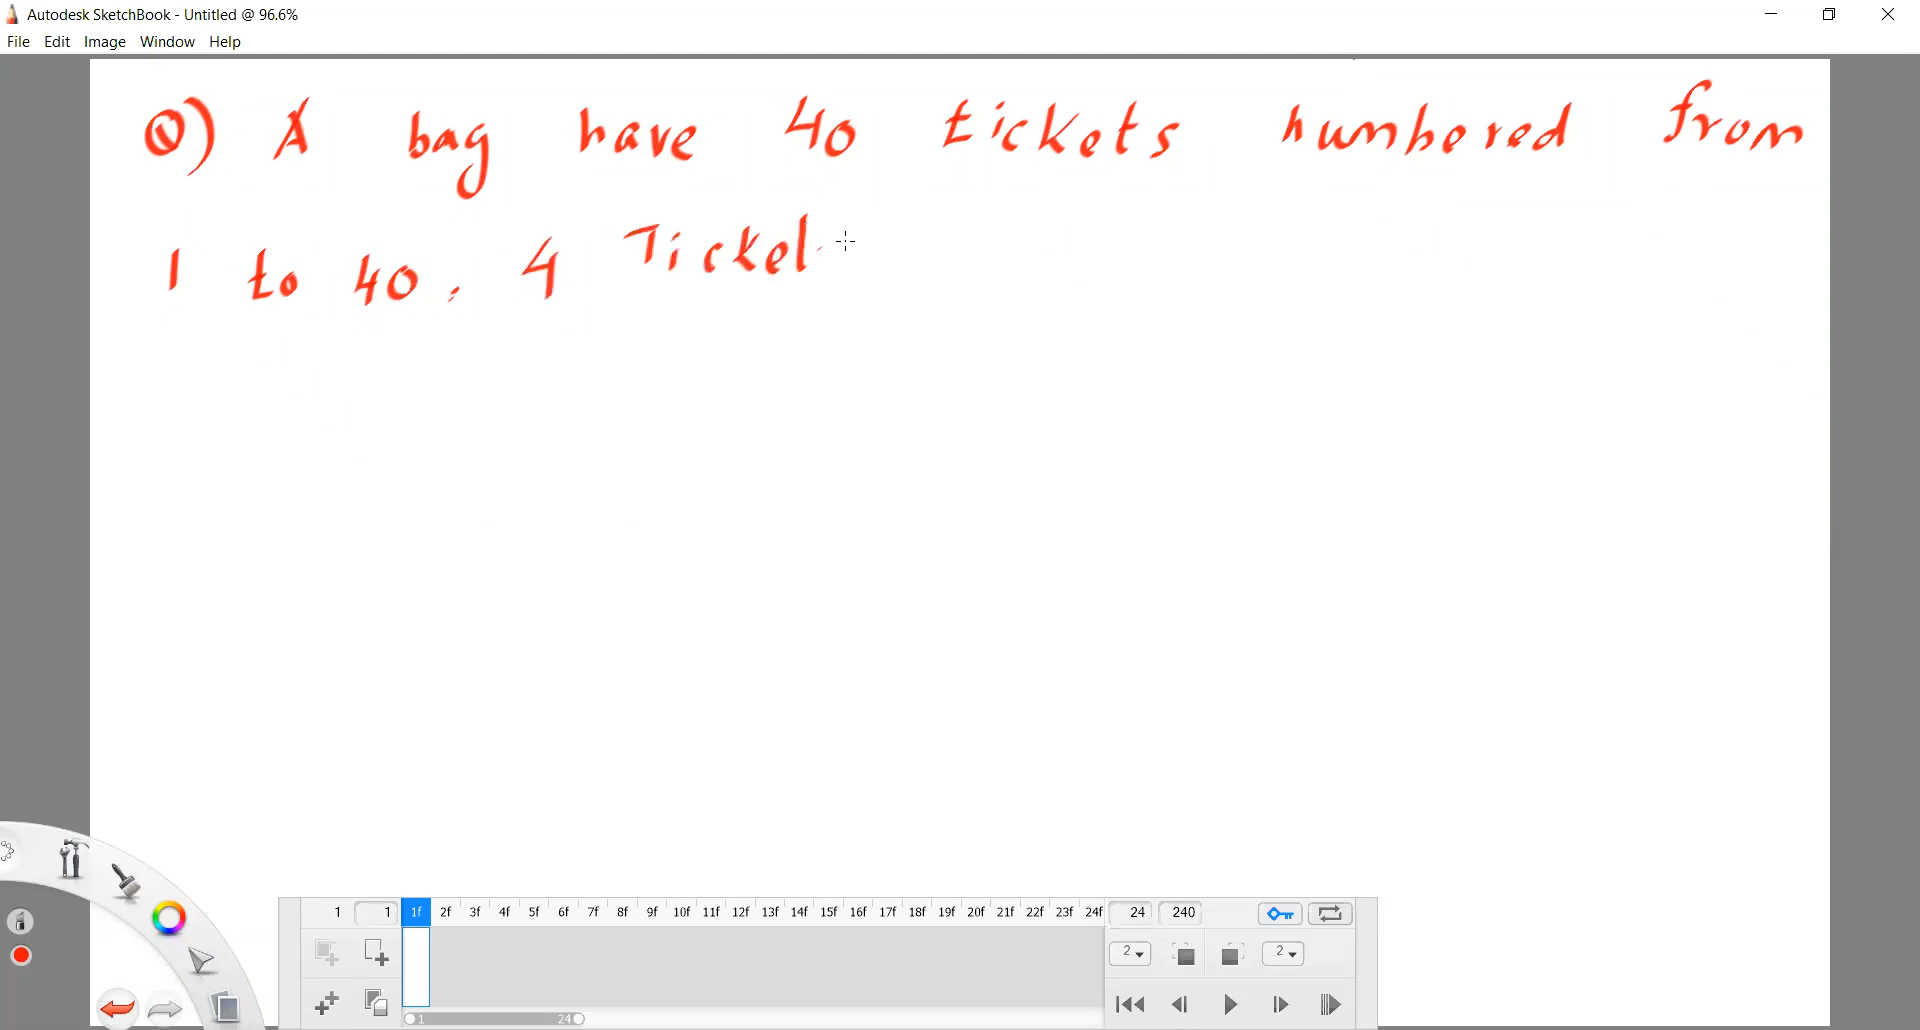 Autodesk SketchBook - Untitled @ 96.6%
File Edit Image Window Help
Q) A bag have 40 tickets numbered from
1 to 40. 4 Ticket
1 1 1f 2f 3f 4f 5f 6f 7f 8f 9f 10f 11f 12f 13f 14f 15f 16f 17f 18f 19f 20f 21f 22f 23f 24f 24 240
2 2
1 24